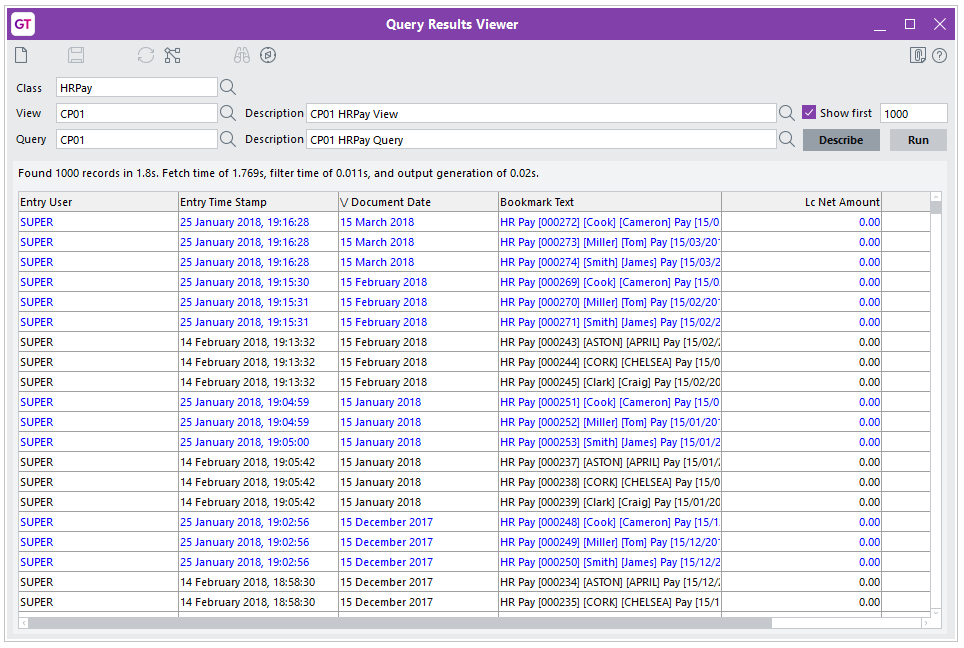 GT Query Results Viewer
Class HRPay
View CP01 Description CP01 HRPay View Show first 1000
Query CP01 Description CP01 HRPay Query Describe Run
Found 1000 records in 1.8s. Fetch time of 1.769s, filter time of 0.011s, and output generation of 0.02s.
Entry User Entry Time Stamp Document Date Bookmark Text Lc Net Amount
SUPER 25 January 2018, 19:16:28 15 March 2018 HR Pay [000272] [Cook] [Cameron] Pay [15/0 0.00
SUPER 25 January 2018, 19:16:28 15 March 2018 HR Pay [000273] [Miller] [Tom] Pay [15/03/20 0.00
SUPER 25 January 2018, 19:16:28 15 March 2018 HR Pay [000274] [Smith] [James] Pay [15/03/2 0.00
SUPER 25 January 2018, 19:15:30 15 February 2018 HR Pay [000269] [Cook] [Cameron] Pay [15/0 0.00
SUPER 25 January 2018, 19:15:31 15 February 2018 HR Pay [000270] [Miller] [Tom] Pay [15/02/20 0.00
SUPER 25 January 2018, 19:15:31 15 February 2018 HR Pay [000271] [Smith] [James] Pay [15/02/2 0.00
SUPER 14 February 2018, 19:13:32 15 February 2018 HR Pay [000243] [ASTON] [APRIL] Pay [15/02/ 0.00
SUPER 14 February 2018, 19:13:32 15 February 2018 HR Pay [000244] [CORK] [CHELSEA] Pay [15/0 0.00
SUPER 14 February 2018, 19:13:32 15 February 2018 HR Pay [000245] [Clark] [Craig] Pay [15/02/20 0.00
SUPER 25 January 2018, 19:04:59 15 January 2018 HR Pay [000251] [Cook] [Cameron] Pay [15/0 0.00
SUPER 25 January 2018, 19:04:59 15 January 2018 HR Pay [000252] [Miller] [Tom] Pay [15/01/20 0.00
SUPER 25 January 2018, 19:05:00 15 January 2018 HR Pay [000253] [Smith] [James] Pay [15/01/2 0.00
SUPER 14 February 2018, 19:05:42 15 January 2018 HR Pay [000237] [ASTON] [APRIL] Pay [15/01/ 0.00
SUPER 14 February 2018, 19:05:42 15 January 2018 HR Pay [000238] [CORK] [CHELSEA] Pay [15/0 0.00
SUPER 14 February 2018, 19:05:42 15 January 2018 HR Pay [000239] [Clark] [Craig] Pay [15/01/20 0.00
SUPER 25 January 2018, 19:02:56 15 December 2017 HR Pay [000248] [Cook] [Cameron] Pay [15/1 0.00
SUPER 25 January 2018, 19:02:56 15 December 2017 HR Pay [000249] [Miller] [Tom] Pay [15/12/20 0.00
SUPER 25 January 2018, 19:02:56 15 December 2017 HR Pay [000250] [Smith] [James] Pay [15/12/2 0.00
SUPER 14 February 2018, 18:58:30 15 December 2017 HR Pay [000234] [ASTON] [APRIL] Pay [15/12/ 0.00
SUPER 14 February 2018, 18:58:30 15 December 2017 HR Pay [000235] [CORK] [CHELSEA] Pay [15/1 0.00